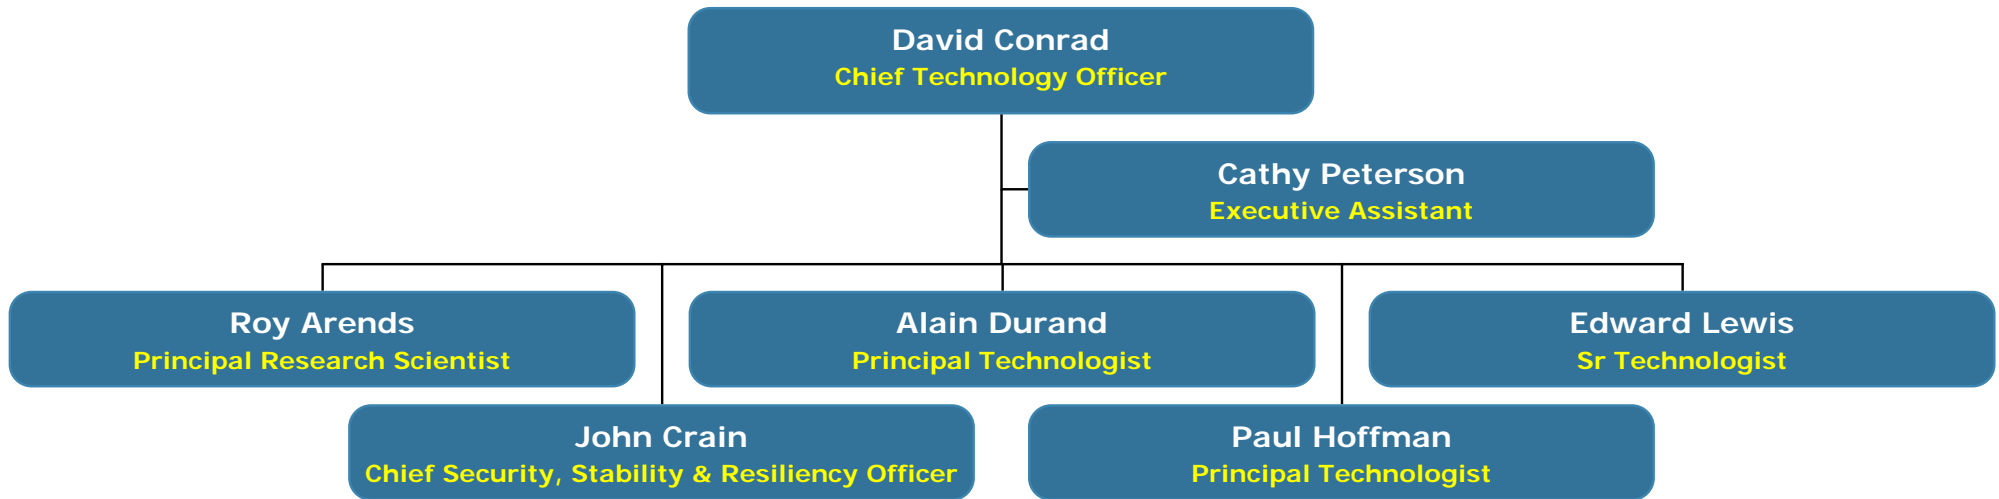 David Conrad
Chief Technology Officer
Cathy Peterson
Executive Assistant
Roy Arends
Principal Research Scientist
Alain Durand
Principal Technologist
Edward Lewis
Sr Technologist
John Crain
Chief Security, Stability & Resiliency Officer
Paul Hoffman
Principal Technologist